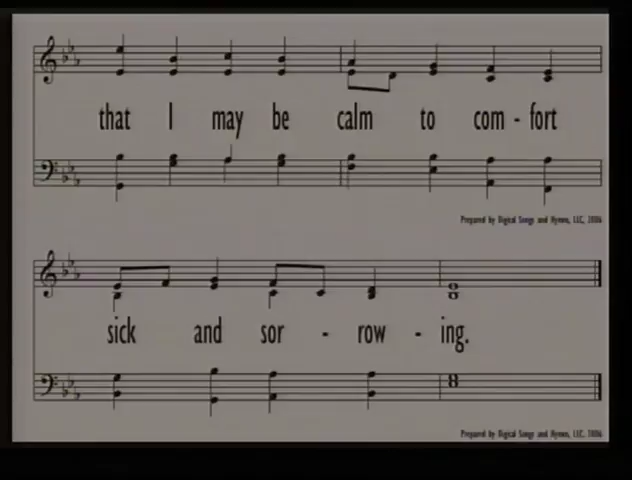 that I may be calm to com - fort
Prepared by Digital Songs and Hymns, LLC, 2006
sick and sor - row - ing.
Prepared by Digital Songs and Hymns, LLC, 2006